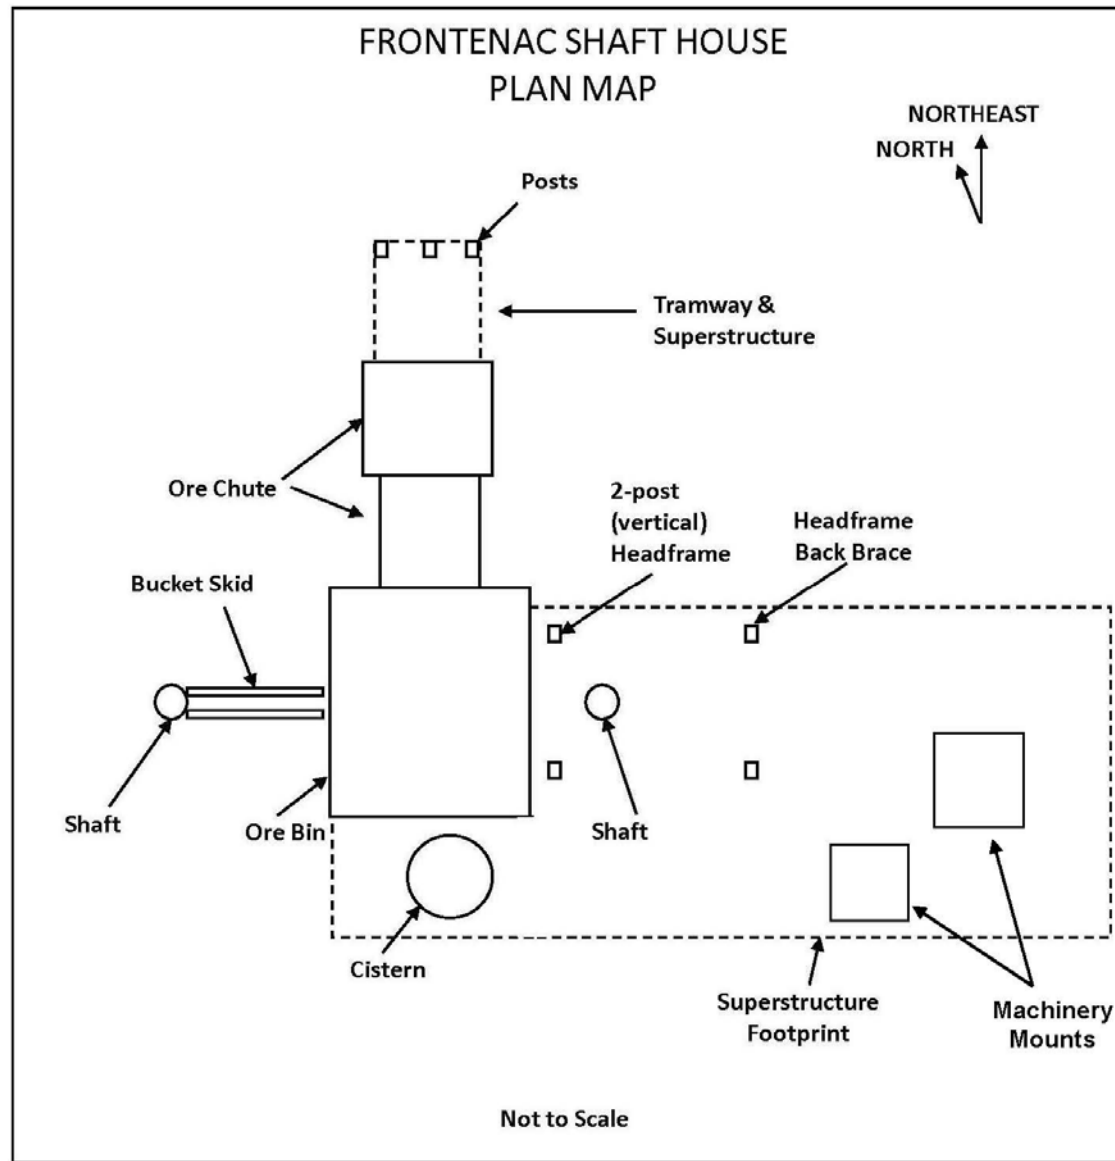 FRONTENAC SHAFT HOUSE
PLAN MAP
NORTHEAST
NORTH
Posts
Tramway &
Superstructure
Ore Chute
2-post
(vertical)
Headframe
Headframe
Back Brace
Bucket Skid
Shaft
Ore Bin
Shaft
Cistern
Superstructure
Footprint
Machinery
Mounts
Not to Scale